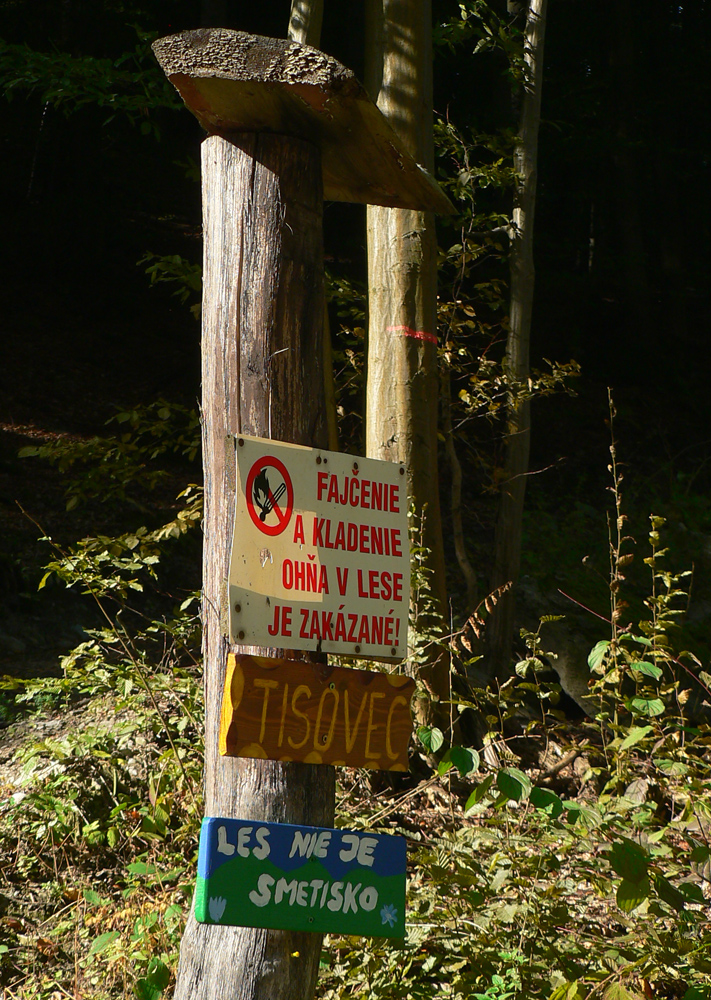 FAJČENIE
A KLADENIE
OHŇA V LESE
JE ZAKÁZANÉ!
TISOVEC
LES NIE JE
SMETISKO